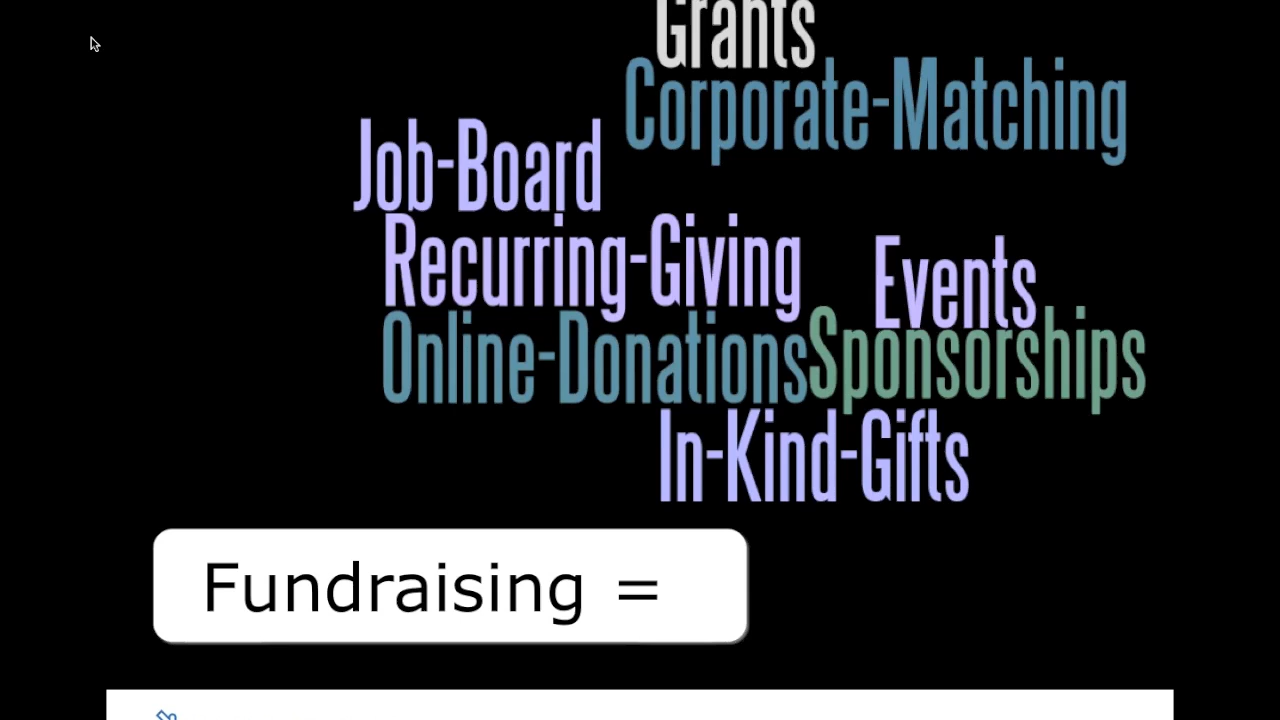 Grants
Corporate-Matching
Job-Board
Recurring-Giving
Events
Online-Donations
Sponsorships
In-Kind-Gifts
Fundraising =